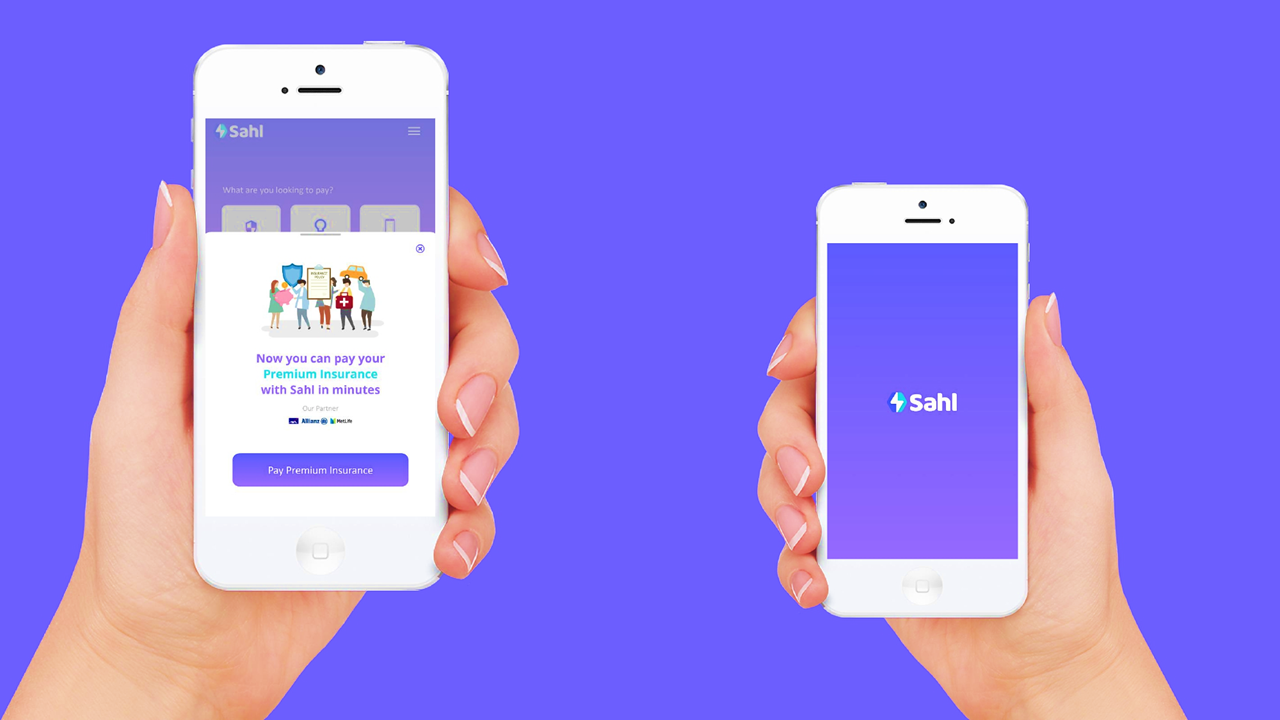 Sahl
What are you looking to pay?
Now you can pay your
Premium Insurance
with Sahl in minutes
Our Partner
AXA Allianz MetLife
Pay Premium Insurance
Sahl